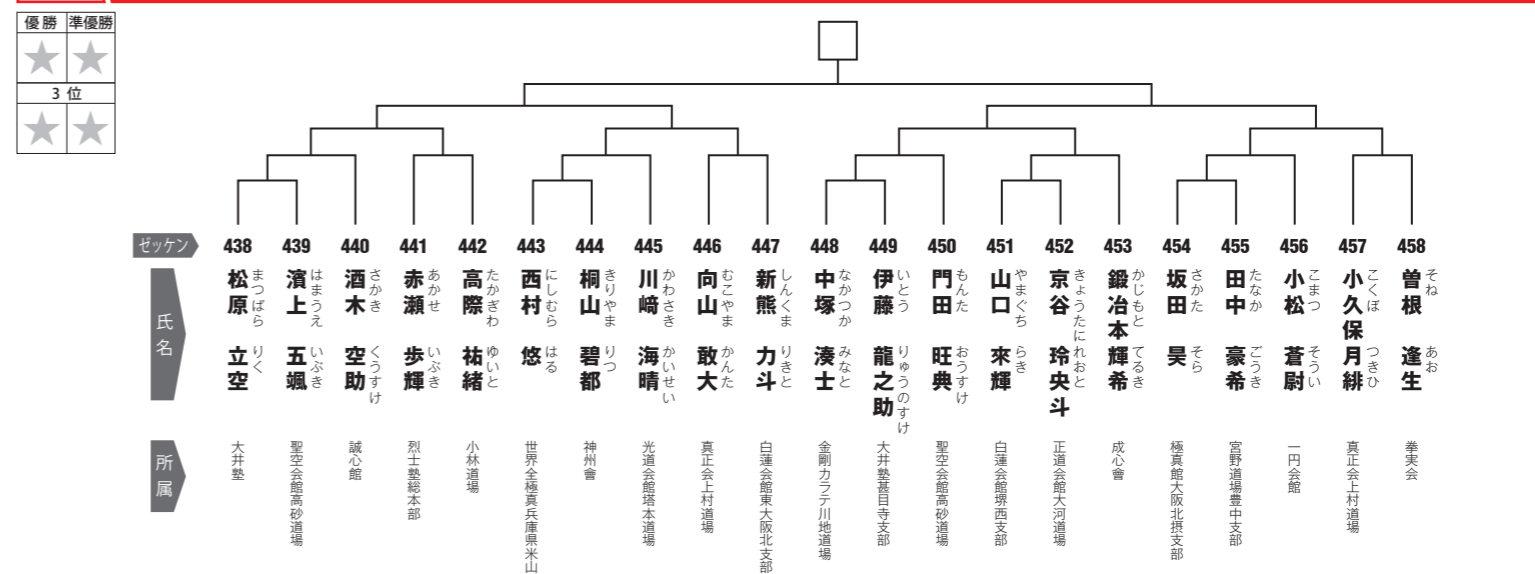 優勝 準優勝
3 位
ゼッケン
438 439 440 441 442 443 444 445 446 447 448 449 450 451 452 453 454 455 456 457 458
氏名
松原 立空
まつばら りく
濱上 五颯
はまうえ いぶき
酒木 空助
さかき くうすけ
赤瀬 歩輝
あかせ いぶき
高際 祐緒
たかぎわ ゆいと
西村 悠
にしむら はる
桐山 碧都
きりやま りつ
川﨑 海晴
かわさき かいせい
向山 敢大
むこやま かんた
新熊 力斗
しんくま りきと
中塚 湊士
なかつか みなと
伊藤 龍之助
いとう りゅうのすけ
門田 旺典
もんた おうすけ
山口 來輝
やまぐち らき
京谷 玲央斗
きょうたに れおと
鍛冶本 輝希
かじもと てるき
坂田 昊
さかた そら
田中 豪希
たなか ごうき
小松 蒼尉
こまつ そうい
小久保 月緋
こくぼ つきひ
曽根 逢生
そね あお
所属
大井塾
聖空会館高砂道場
誠心館
烈士塾総本部
小林道場
世界全極真兵庫県米山
神州會
光道会館塔本道場
真正会上村道場
白蓮会館東大阪北支部
金剛カラテ川地道場
大井塾甚目寺支部
聖空会館高砂道場
白蓮会館堺西支部
正道会館大河道場
成心會
極真館大阪北摂支部
宮野道場豊中支部
一円会館
真正会上村道場
拳実会